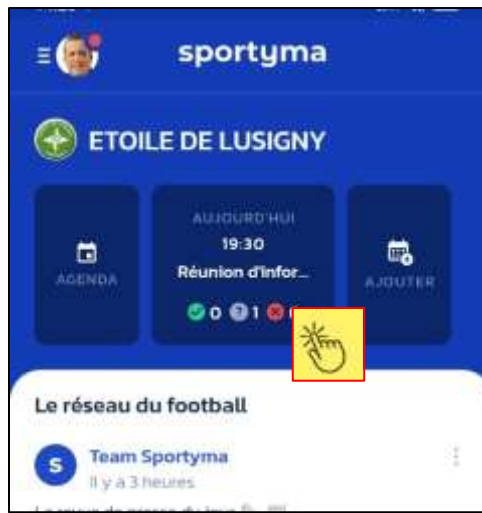 sportyma
ETOILE DE LUSIGNY
AUJOURD'HUI
19:30
AGENDA
Réunion d'infor...
AJOUTER
0 1
Le réseau du football
S
Team Sportyma
Il y a 3 heures